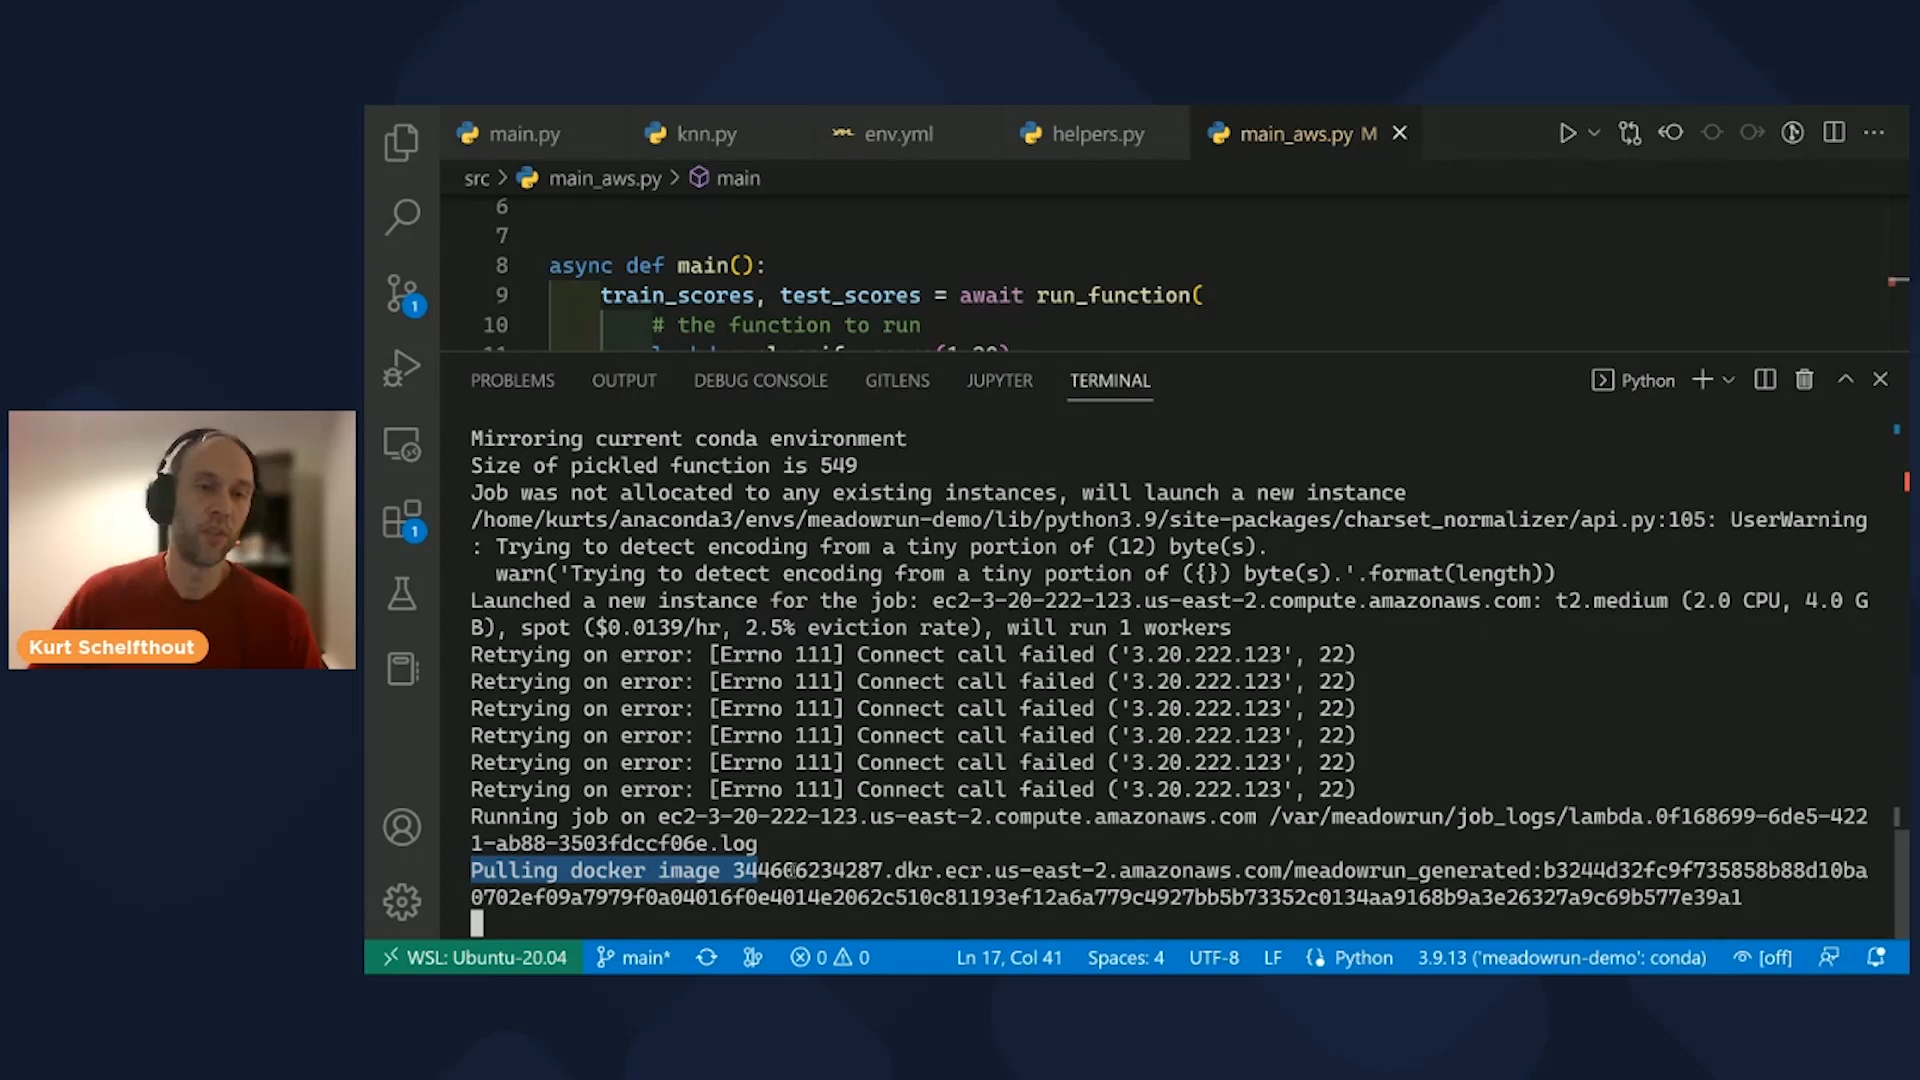 main.py
knn.py
env.yml
helpers.py
main_aws.py M
src > main_aws.py > main
6
7
8 async def main():
9 train_scores, test_scores = await run_function(
10 # the function to run
PROBLEMS OUTPUT DEBUG CONSOLE GITLENS JUPYTER TERMINAL
Python
Mirroring current conda environment
Size of pickled function is 549
Job was not allocated to any existing instances, will launch a new instance
/home/kurts/anaconda3/envs/meadowrun-demo/lib/python3.9/site-packages/charset_normalizer/api.py:105: UserWarning
: Trying to detect encoding from a tiny portion of (12) byte(s).
warn('Trying to detect encoding from a tiny portion of ({}) byte(s).'.format(length))
Launched a new instance for the job: ec2-3-20-222-123.us-east-2.compute.amazonaws.com: t2.medium (2.0 CPU, 4.0 G
B), spot ($0.0139/hr, 2.5% eviction rate), will run 1 workers
Retrying on error: [Errno 111] Connect call failed ('3.20.222.123', 22)
Retrying on error: [Errno 111] Connect call failed ('3.20.222.123', 22)
Retrying on error: [Errno 111] Connect call failed ('3.20.222.123', 22)
Retrying on error: [Errno 111] Connect call failed ('3.20.222.123', 22)
Retrying on error: [Errno 111] Connect call failed ('3.20.222.123', 22)
Retrying on error: [Errno 111] Connect call failed ('3.20.222.123', 22)
Running job on ec2-3-20-222-123.us-east-2.compute.amazonaws.com /var/meadowrun/job_logs/lambda.0f168699-6de5-422
1-ab88-3503fdccf06e.log
Pulling docker image 344606234287.dkr.ecr.us-east-2.amazonaws.com/meadowrun_generated:b3244d32fc9f735858b88d10ba
0702ef09a7979f0a04016f0e4014e2062c510c81193ef12a6a779c4927bb5b73352c0134aa9168b9a3e26327a9c69b577e39a1
1
1
Kurt Schelfthout
WSL: Ubuntu-20.04 main* 0 0 Ln 17, Col 41 Spaces: 4 UTF-8 LF Python 3.9.13 ('meadowrun-demo': conda) [off]